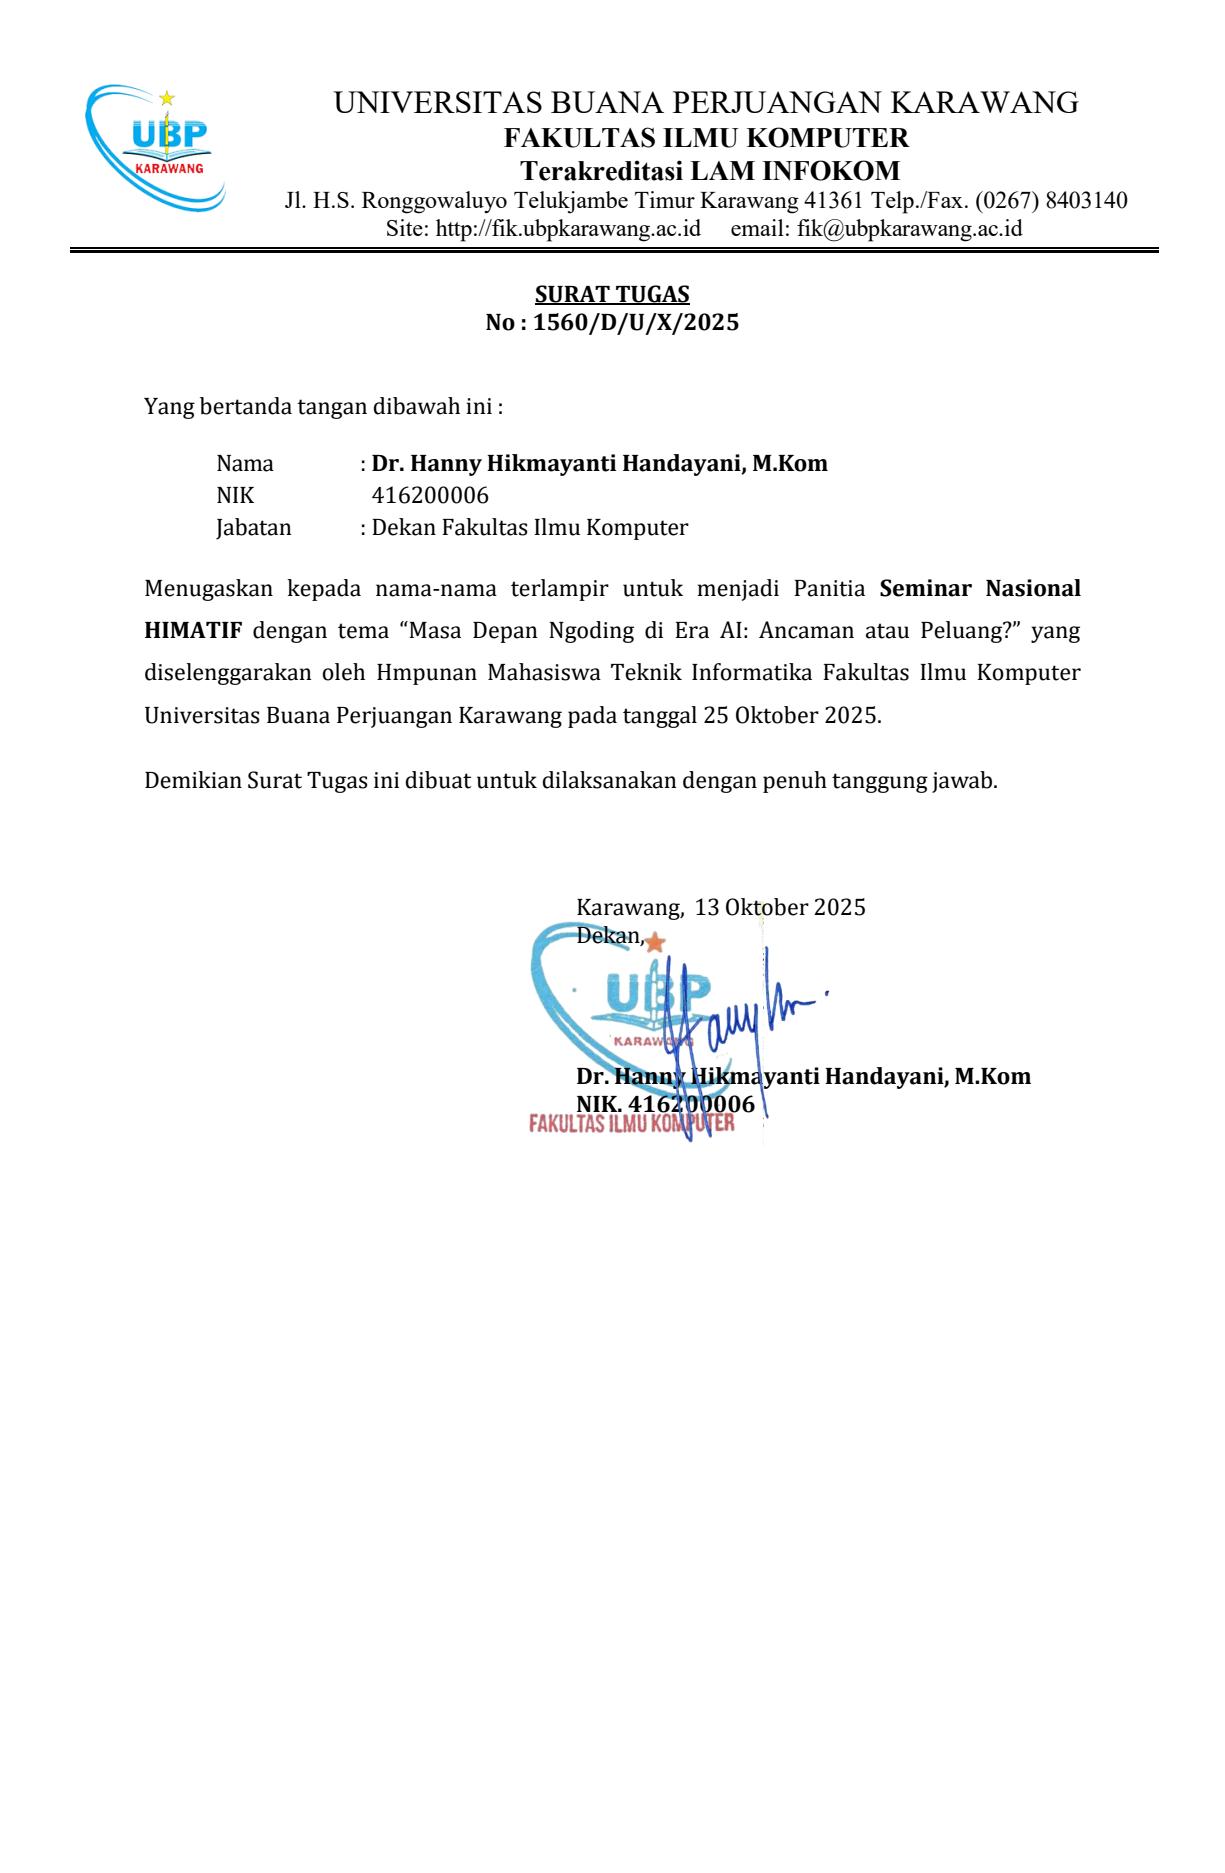 UBP
KARAWANG
UNIVERSITAS BUANA PERJUANGAN KARAWANG
FAKULTAS ILMU KOMPUTER
Terakreditasi LAM INFOKOM
Jl. H.S. Ronggowaluyo Telukjambe Timur Karawang 41361 Telp./Fax. (0267) 8403140
Site: http://fik.ubpkarawang.ac.id email: fik@ubpkarawang.ac.id
SURAT TUGAS
No : 1560/D/U/X/2025
Yang bertanda tangan dibawah ini :
Nama : Dr. Hanny Hikmayanti Handayani, M.Kom
NIK 416200006
Jabatan : Dekan Fakultas Ilmu Komputer
Menugaskan kepada nama-nama terlampir untuk menjadi Panitia Seminar Nasional
HIMATIF dengan tema “Masa Depan Ngoding di Era AI: Ancaman atau Peluang?” yang
diselenggarakan oleh Hmpunan Mahasiswa Teknik Informatika Fakultas Ilmu Komputer
Universitas Buana Perjuangan Karawang pada tanggal 25 Oktober 2025.
Demikian Surat Tugas ini dibuat untuk dilaksanakan dengan penuh tanggung jawab.
Karawang, 13 Oktober 2025
Dekan,
UBP
KARAWANG
Dr. Hanny Hikmayanti Handayani, M.Kom
NIK. 416200006
FAKULTAS ILMU KOMPUTER